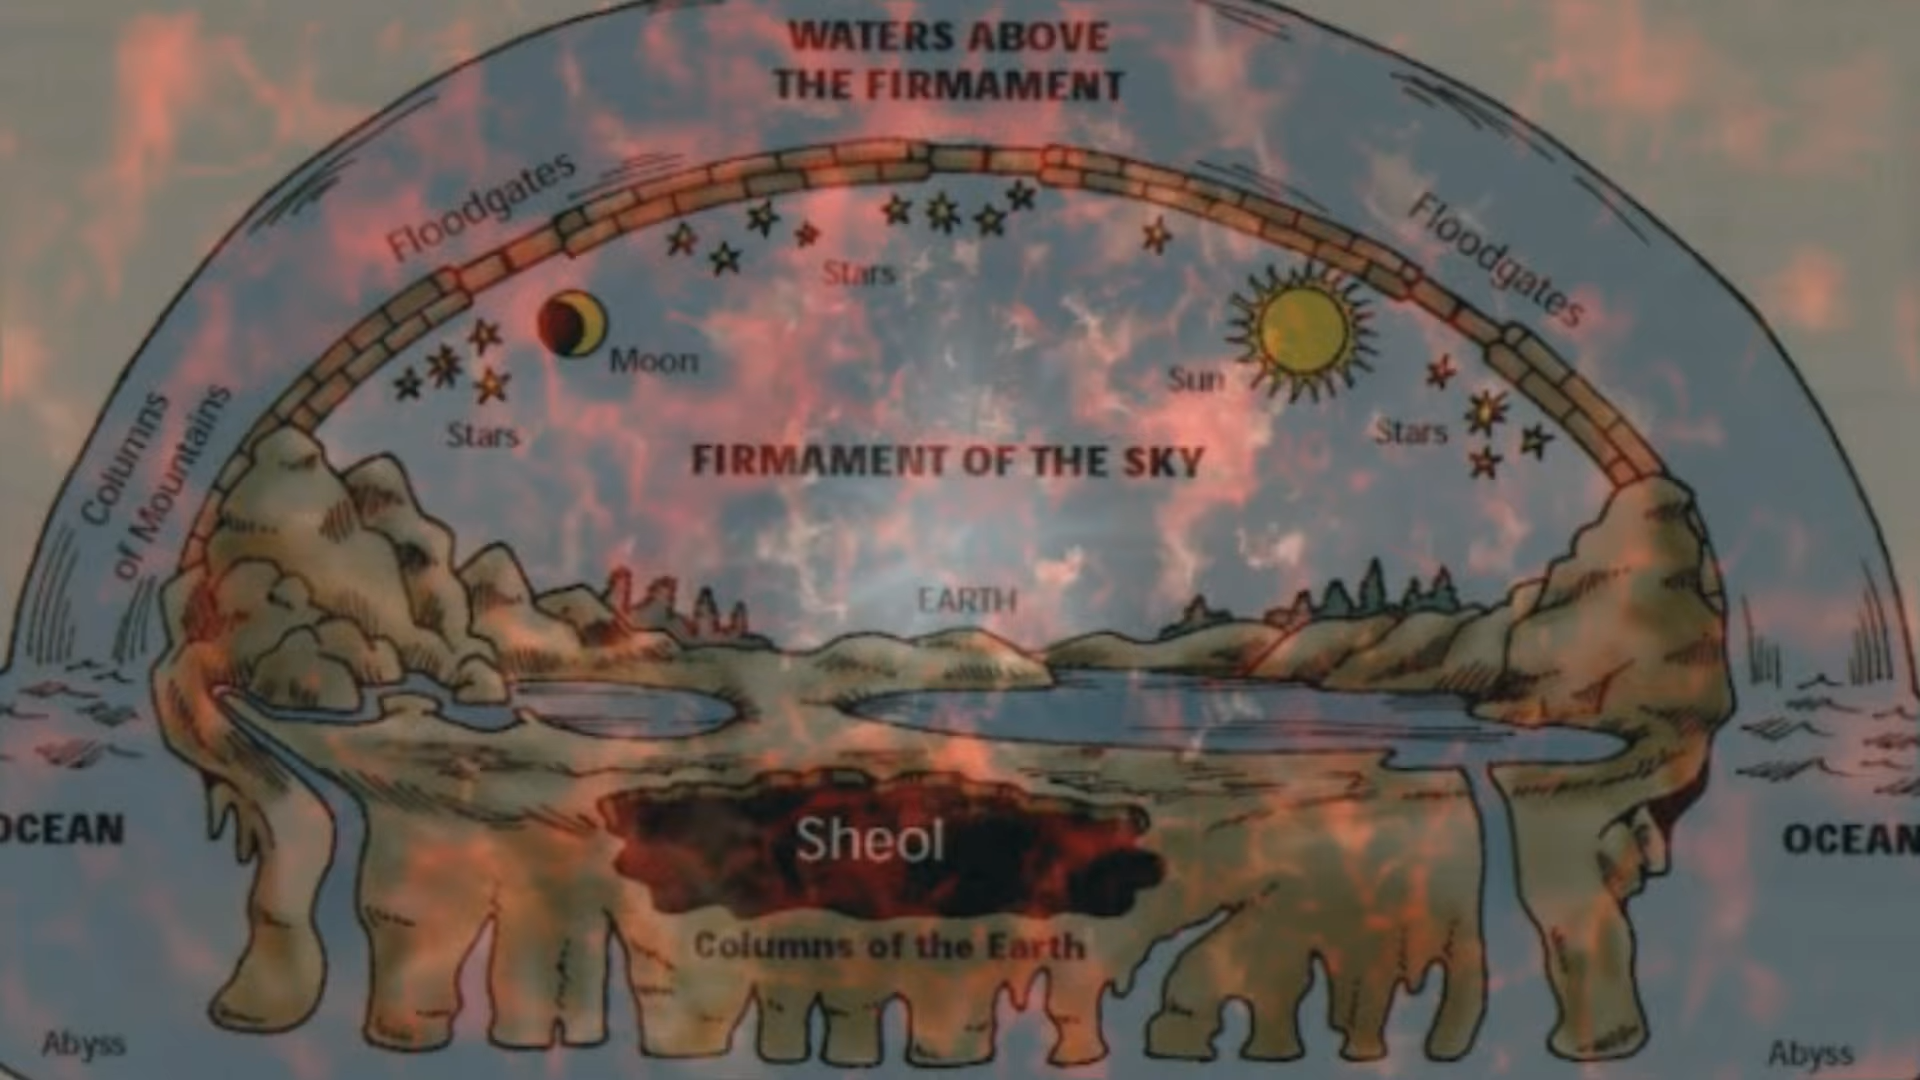 WATERS ABOVE
THE FIRMAMENT
Floodgates
Floodgates
Stars
Moon
Sun
Stars
Stars
Columns
of Mountains
FIRMAMENT OF THE SKY
EARTH
OCEAN
Sheol
OCEAN
Columns of the Earth
Abyss
Abyss